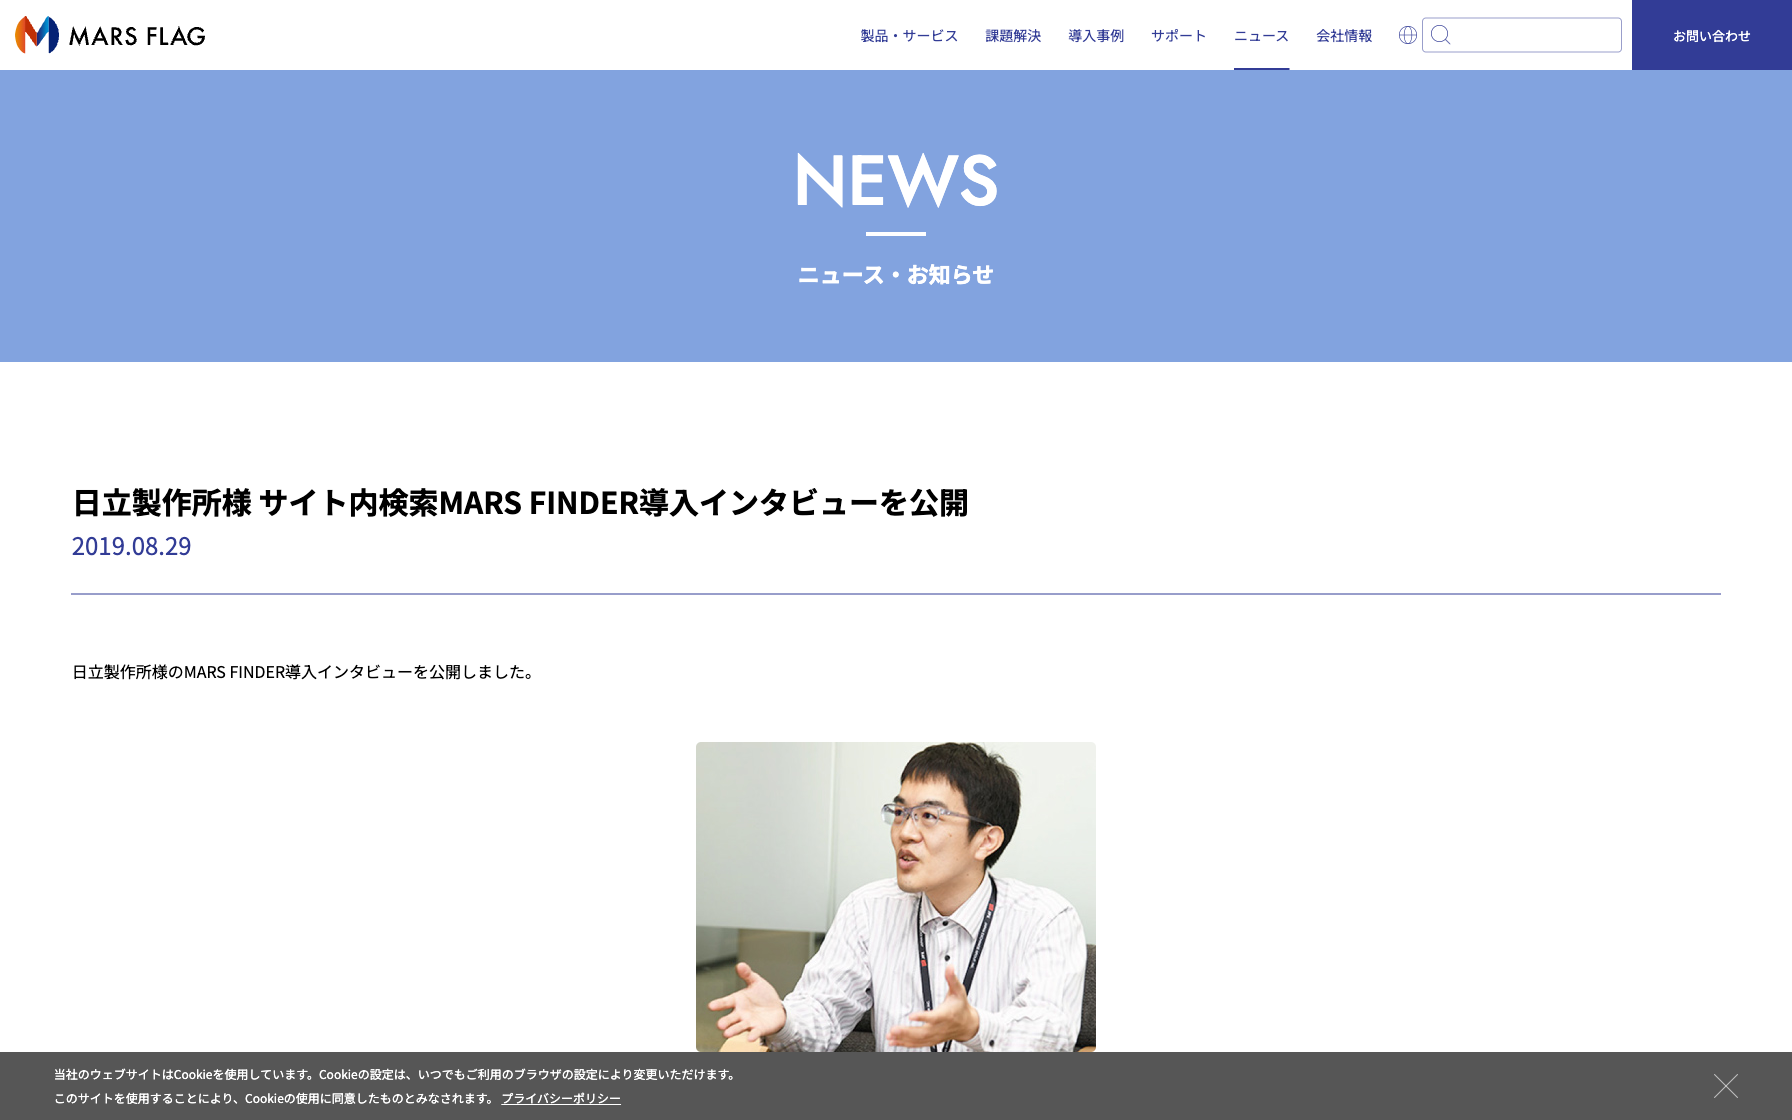 MARS FLAG
製品・サービス
課題解決
導入事例
サポート
ニュース
会社情報
お問い合わせ
NEWS
ニュース・お知らせ
日立製作所様 サイト内検索MARS FINDER導入インタビューを公開
2019.08.29
日立製作所様のMARS FINDER導入インタビューを公開しました。
当社のウェブサイトはCookieを使用しています。Cookieの設定は、いつでもご利用のブラウザの設定により変更いただけます。
このサイトを使用することにより、Cookieの使用に同意したものとみなされます。 プライバシーポリシー